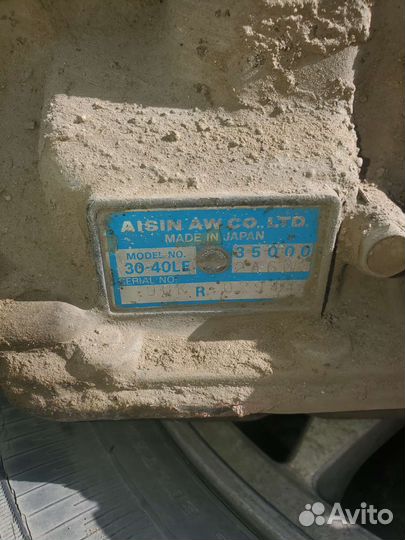 AISIN AW CO., LTD.
MADE IN JAPAN
MODEL NO. 35000
30-40LE
SERIAL NO.
R
Avito